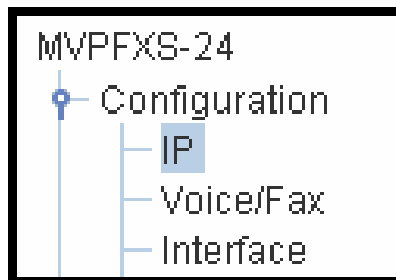 MVPFXS-24
Configuration
IP
Voice/Fax
Interface